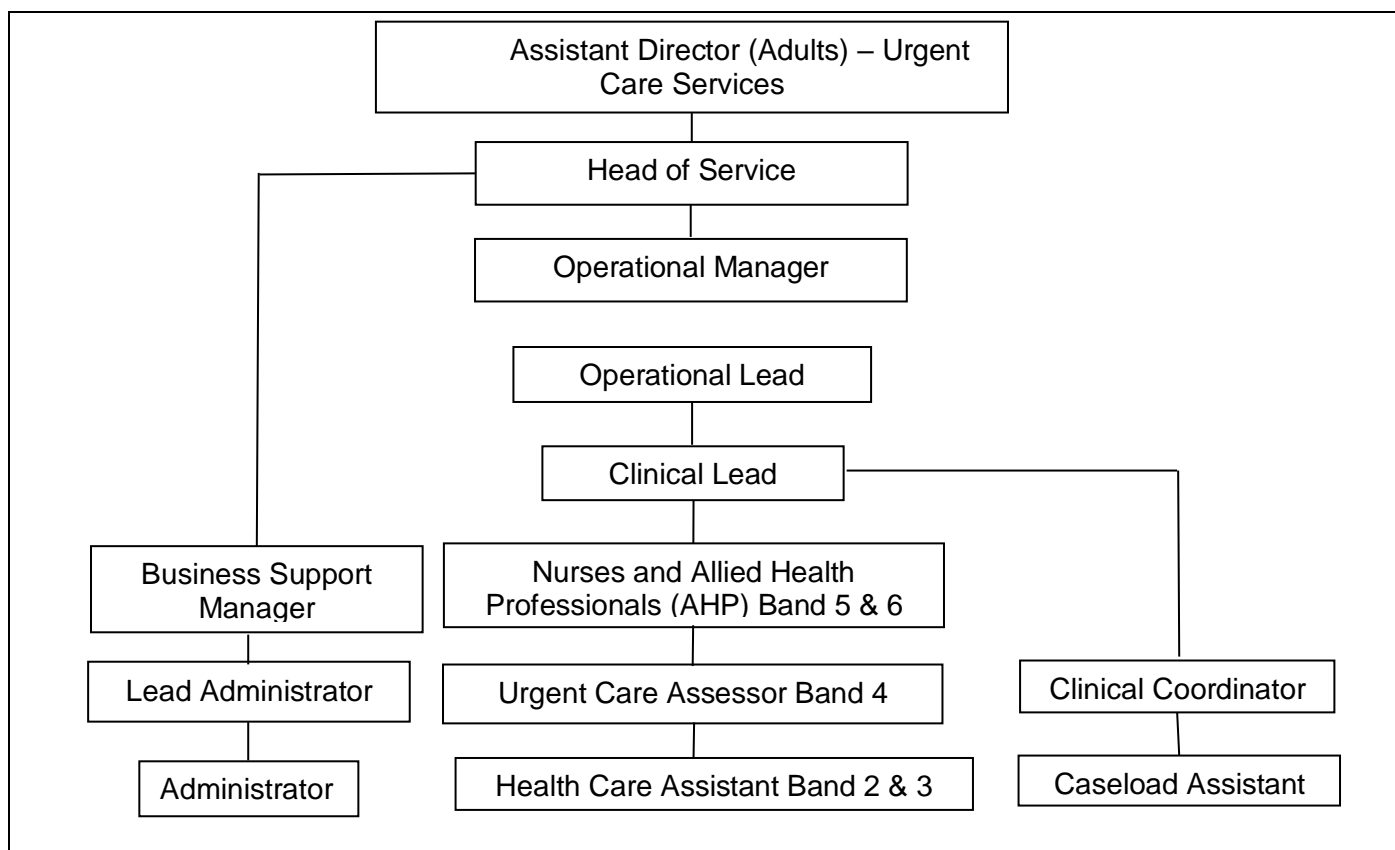 Assistant Director (Adults) – Urgent
Care Services
Head of Service
Operational Manager
Operational Lead
Clinical Lead
Business Support
Manager
Nurses and Allied Health
Professionals (AHP) Band 5 & 6
Lead Administrator
Urgent Care Assessor Band 4
Clinical Coordinator
Administrator
Health Care Assistant Band 2 & 3
Caseload Assistant